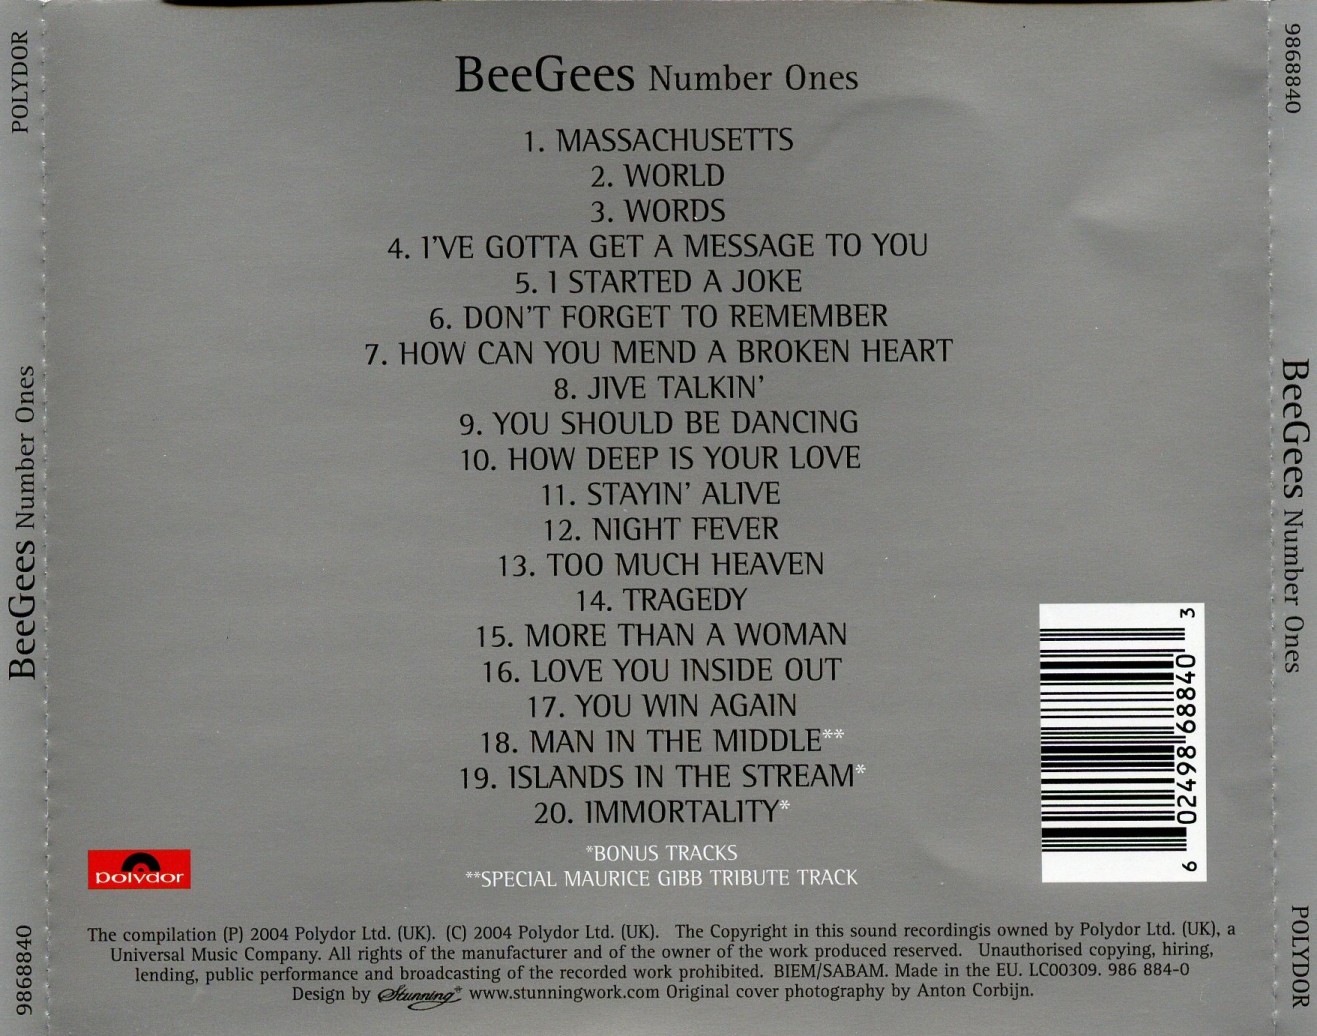 POLYDOR
BeeGees Number Ones
9868840
BeeGees Number Ones
1. MASSACHUSETTS
2. WORLD
3. WORDS
4. I'VE GOTTA GET A MESSAGE TO YOU
5. I STARTED A JOKE
6. DON'T FORGET TO REMEMBER
7. HOW CAN YOU MEND A BROKEN HEART
8. JIVE TALKIN'
9. YOU SHOULD BE DANCING
10. HOW DEEP IS YOUR LOVE
11. STAYIN' ALIVE
12. NIGHT FEVER
13. TOO MUCH HEAVEN
14. TRAGEDY
15. MORE THAN A WOMAN
16. LOVE YOU INSIDE OUT
17. YOU WIN AGAIN
18. MAN IN THE MIDDLE**
19. ISLANDS IN THE STREAM*
20. IMMORTALITY*
*BONUS TRACKS
**SPECIAL MAURICE GIBB TRIBUTE TRACK
polydor
6 02498 68840 3
The compilation (P) 2004 Polydor Ltd. (UK). (C) 2004 Polydor Ltd. (UK). The Copyright in this sound recordingis owned by Polydor Ltd. (UK), a
Universal Music Company. All rights of the manufacturer and of the owner of the work produced reserved. Unauthorised copying, hiring,
lending, public performance and broadcasting of the recorded work prohibited. BIEM/SABAM. Made in the EU. LC00309. 986 884-0
Design by Stunning* www.stunningwork.com Original cover photography by Anton Corbijn.
9868840
BeeGees Number Ones
POLYDOR